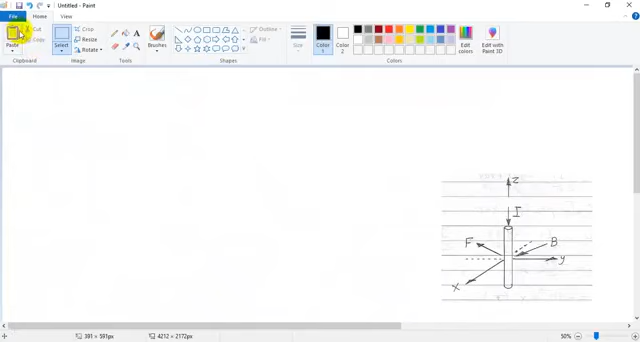 Untitled - Paint
File Home View
Cut
Copy
Paste
Clipboard
Select
Crop
Resize
Rotate
Image
A
Tools
Brushes
Outline
Fill
Shapes
Size
Color 1
Color 2
Edit colors
Edit with Paint 3D
Colors
z
I
F
B
y
x
391 × 591px
4212 × 2172px
50%